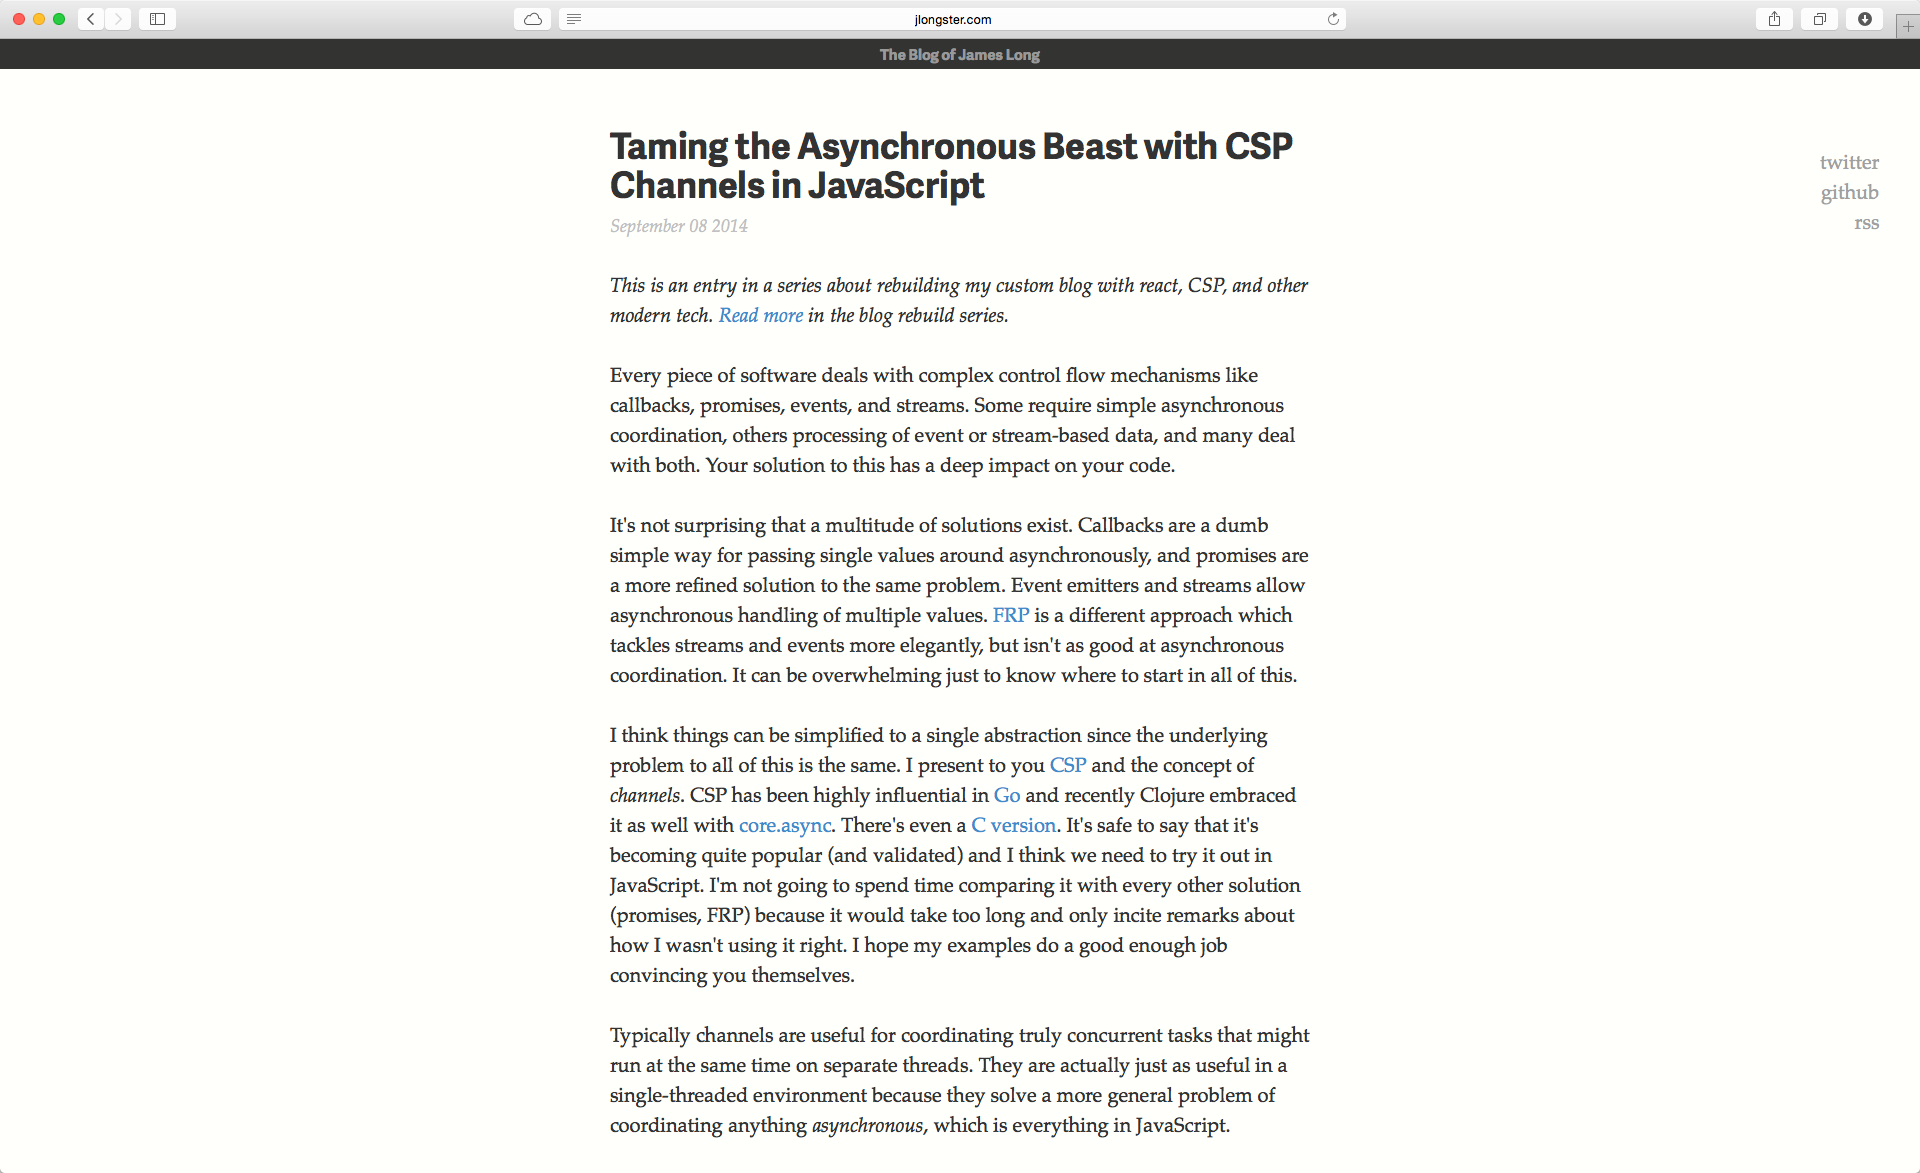 jlongster.com
The Blog of James Long
Taming the Asynchronous Beast with CSP
Channels in JavaScript
September 08 2014
twitter
github
rss
This is an entry in a series about rebuilding my custom blog with react, CSP, and other
modern tech. Read more in the blog rebuild series.
Every piece of software deals with complex control flow mechanisms like
callbacks, promises, events, and streams. Some require simple asynchronous
coordination, others processing of event or stream-based data, and many deal
with both. Your solution to this has a deep impact on your code.
It's not surprising that a multitude of solutions exist. Callbacks are a dumb
simple way for passing single values around asynchronously, and promises are
a more refined solution to the same problem. Event emitters and streams allow
asynchronous handling of multiple values. FRP is a different approach which
tackles streams and events more elegantly, but isn't as good at asynchronous
coordination. It can be overwhelming just to know where to start in all of this.
I think things can be simplified to a single abstraction since the underlying
problem to all of this is the same. I present to you CSP and the concept of
channels. CSP has been highly influential in Go and recently Clojure embraced
it as well with core.async. There's even a C version. It's safe to say that it's
becoming quite popular (and validated) and I think we need to try it out in
JavaScript. I'm not going to spend time comparing it with every other solution
(promises, FRP) because it would take too long and only incite remarks about
how I wasn't using it right. I hope my examples do a good enough job
convincing you themselves.
Typically channels are useful for coordinating truly concurrent tasks that might
run at the same time on separate threads. They are actually just as useful in a
single-threaded environment because they solve a more general problem of
coordinating anything asynchronous, which is everything in JavaScript.